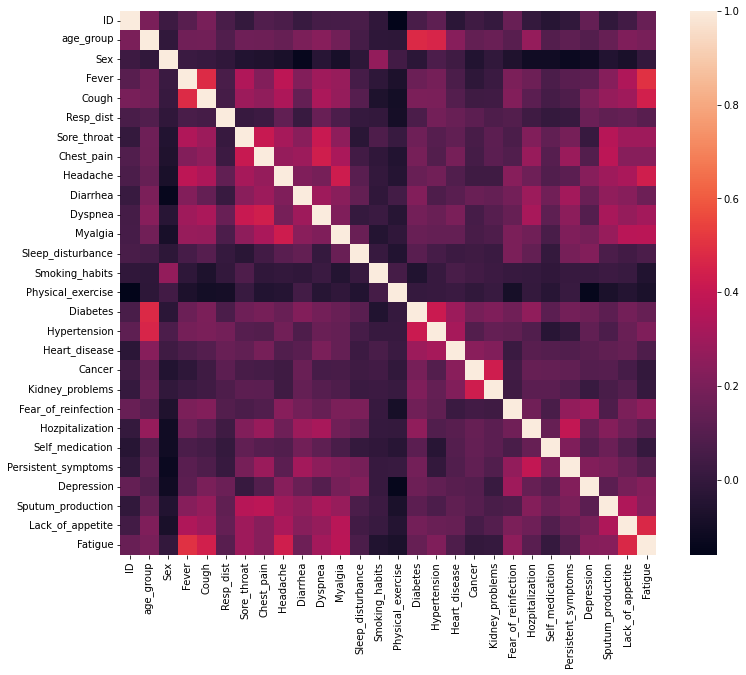 ID
age_group
Sex
Fever
Cough
Resp_dist
Sore_throat
Chest_pain
Headache
Diarrhea
Dyspnea
Myalgia
Sleep_disturbance
Smoking_habits
Physical_exercise
Diabetes
Hypertension
Heart_disease
Cancer
Kidney_problems
Fear_of_reinfection
Hozpitalization
Self_medication
Persistent_symptoms
Depression
Sputum_production
Lack_of_appetite
Fatigue
ID
age_group
Sex
Fever
Cough
Resp_dist
Sore_throat
Chest_pain
Headache
Diarrhea
Dyspnea
Myalgia
Sleep_disturbance
Smoking_habits
Physical_exercise
Diabetes
Hypertension
Heart_disease
Cancer
Kidney_problems
Fear_of_reinfection
Hozpitalization
Self_medication
Persistent_symptoms
Depression
Sputum_production
Lack_of_appetite
Fatigue
1.0
0.8
0.6
0.4
0.2
0.0